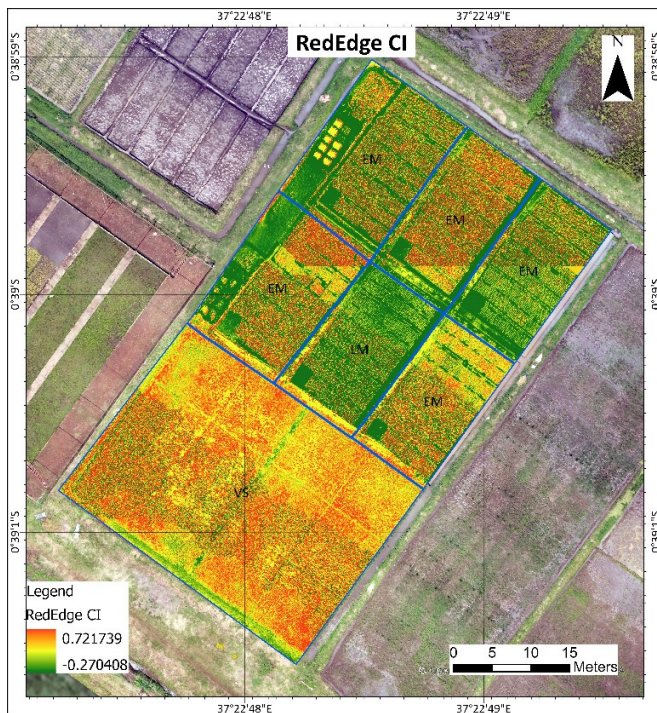 37°22'48"E
37°22'49"E
RedEdge CI
N
0°38'59"S
0°38'59"S
EM
EM
EM
EM
0°39'S
0°39'S
LM
EM
VS
0°39'1"S
0°39'1"S
Legend
RedEdge CI
0.721739
-0.270408
0 5 10 15
Meters
37°22'48"E
37°22'49"E